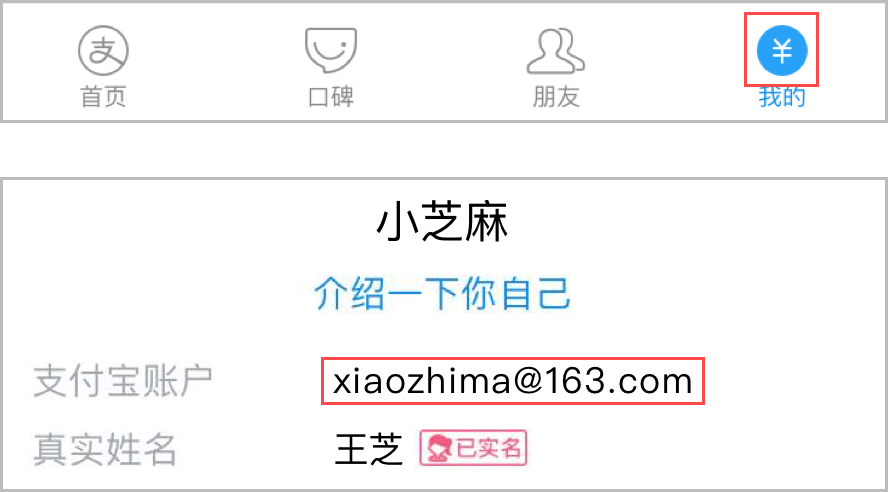 首页 口碑 朋友 我的
小芝麻
介绍一下你自己
支付宝账户 xiaozhima@163.com
真实姓名 王芝 已实名